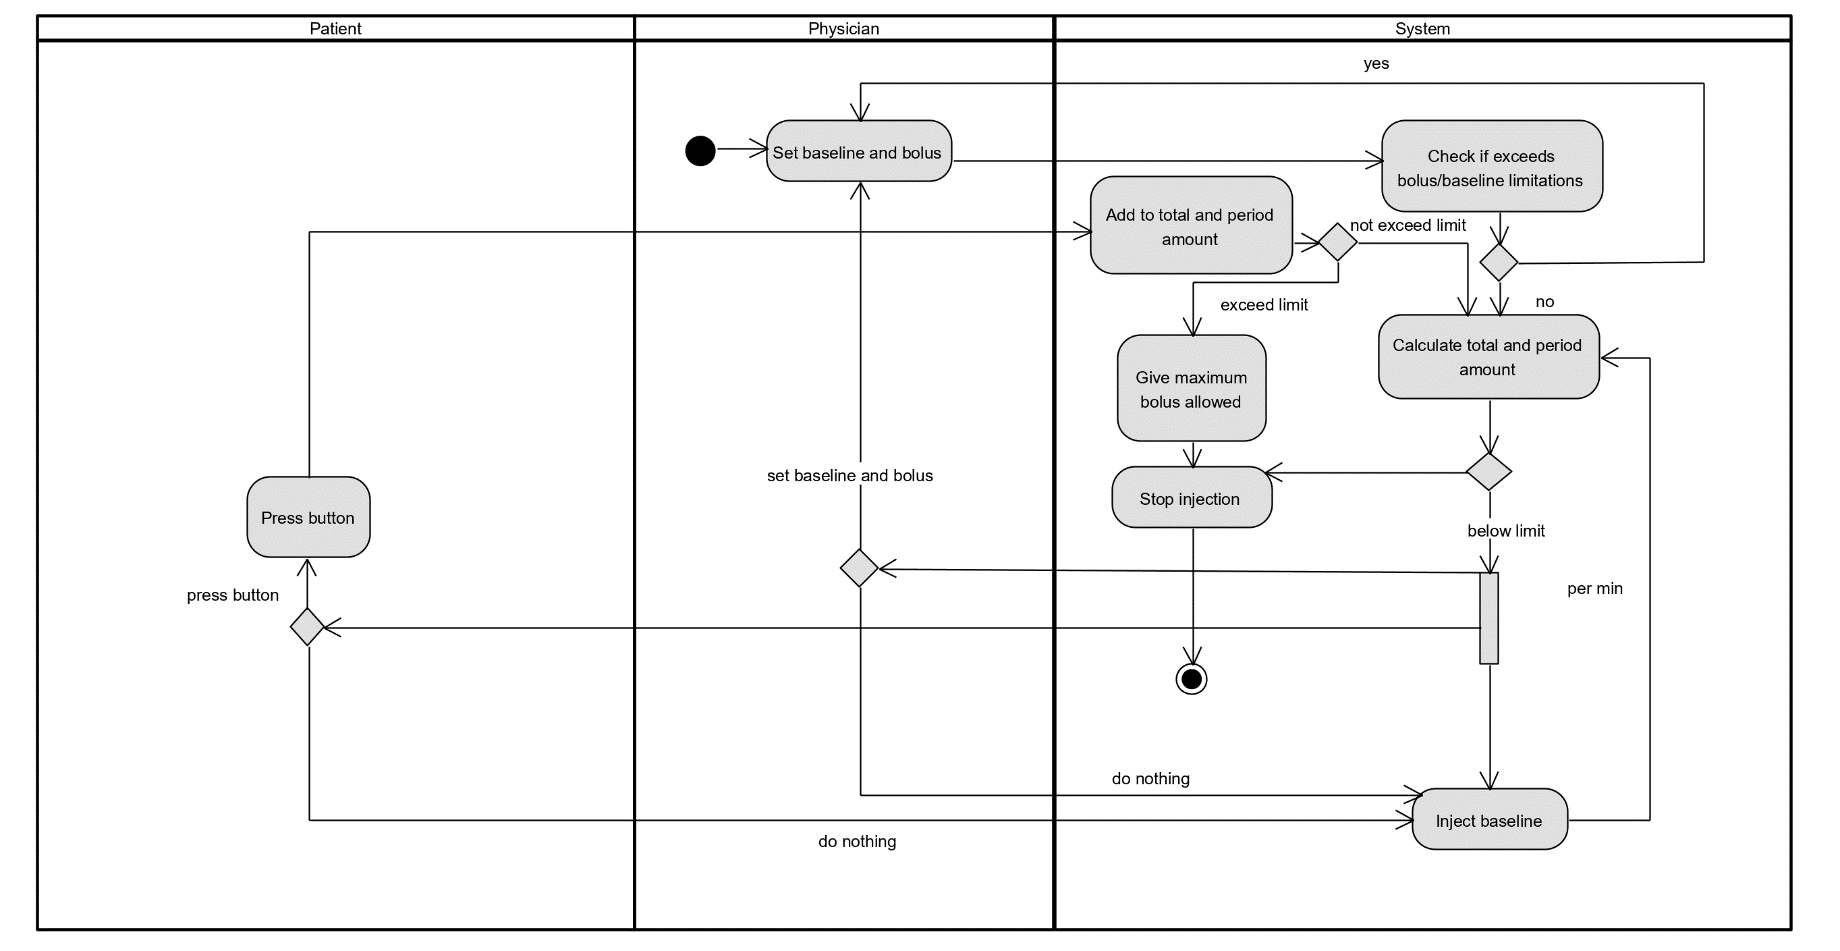 Patient
Physician
System
yes
Set baseline and bolus
Check if exceeds
bolus/baseline limitations
Add to total and period
amount
not exceed limit
exceed limit
no
Calculate total and period
amount
Give maximum
bolus allowed
set baseline and bolus
Stop injection
Press button
below limit
press button
per min
do nothing
Inject baseline
do nothing